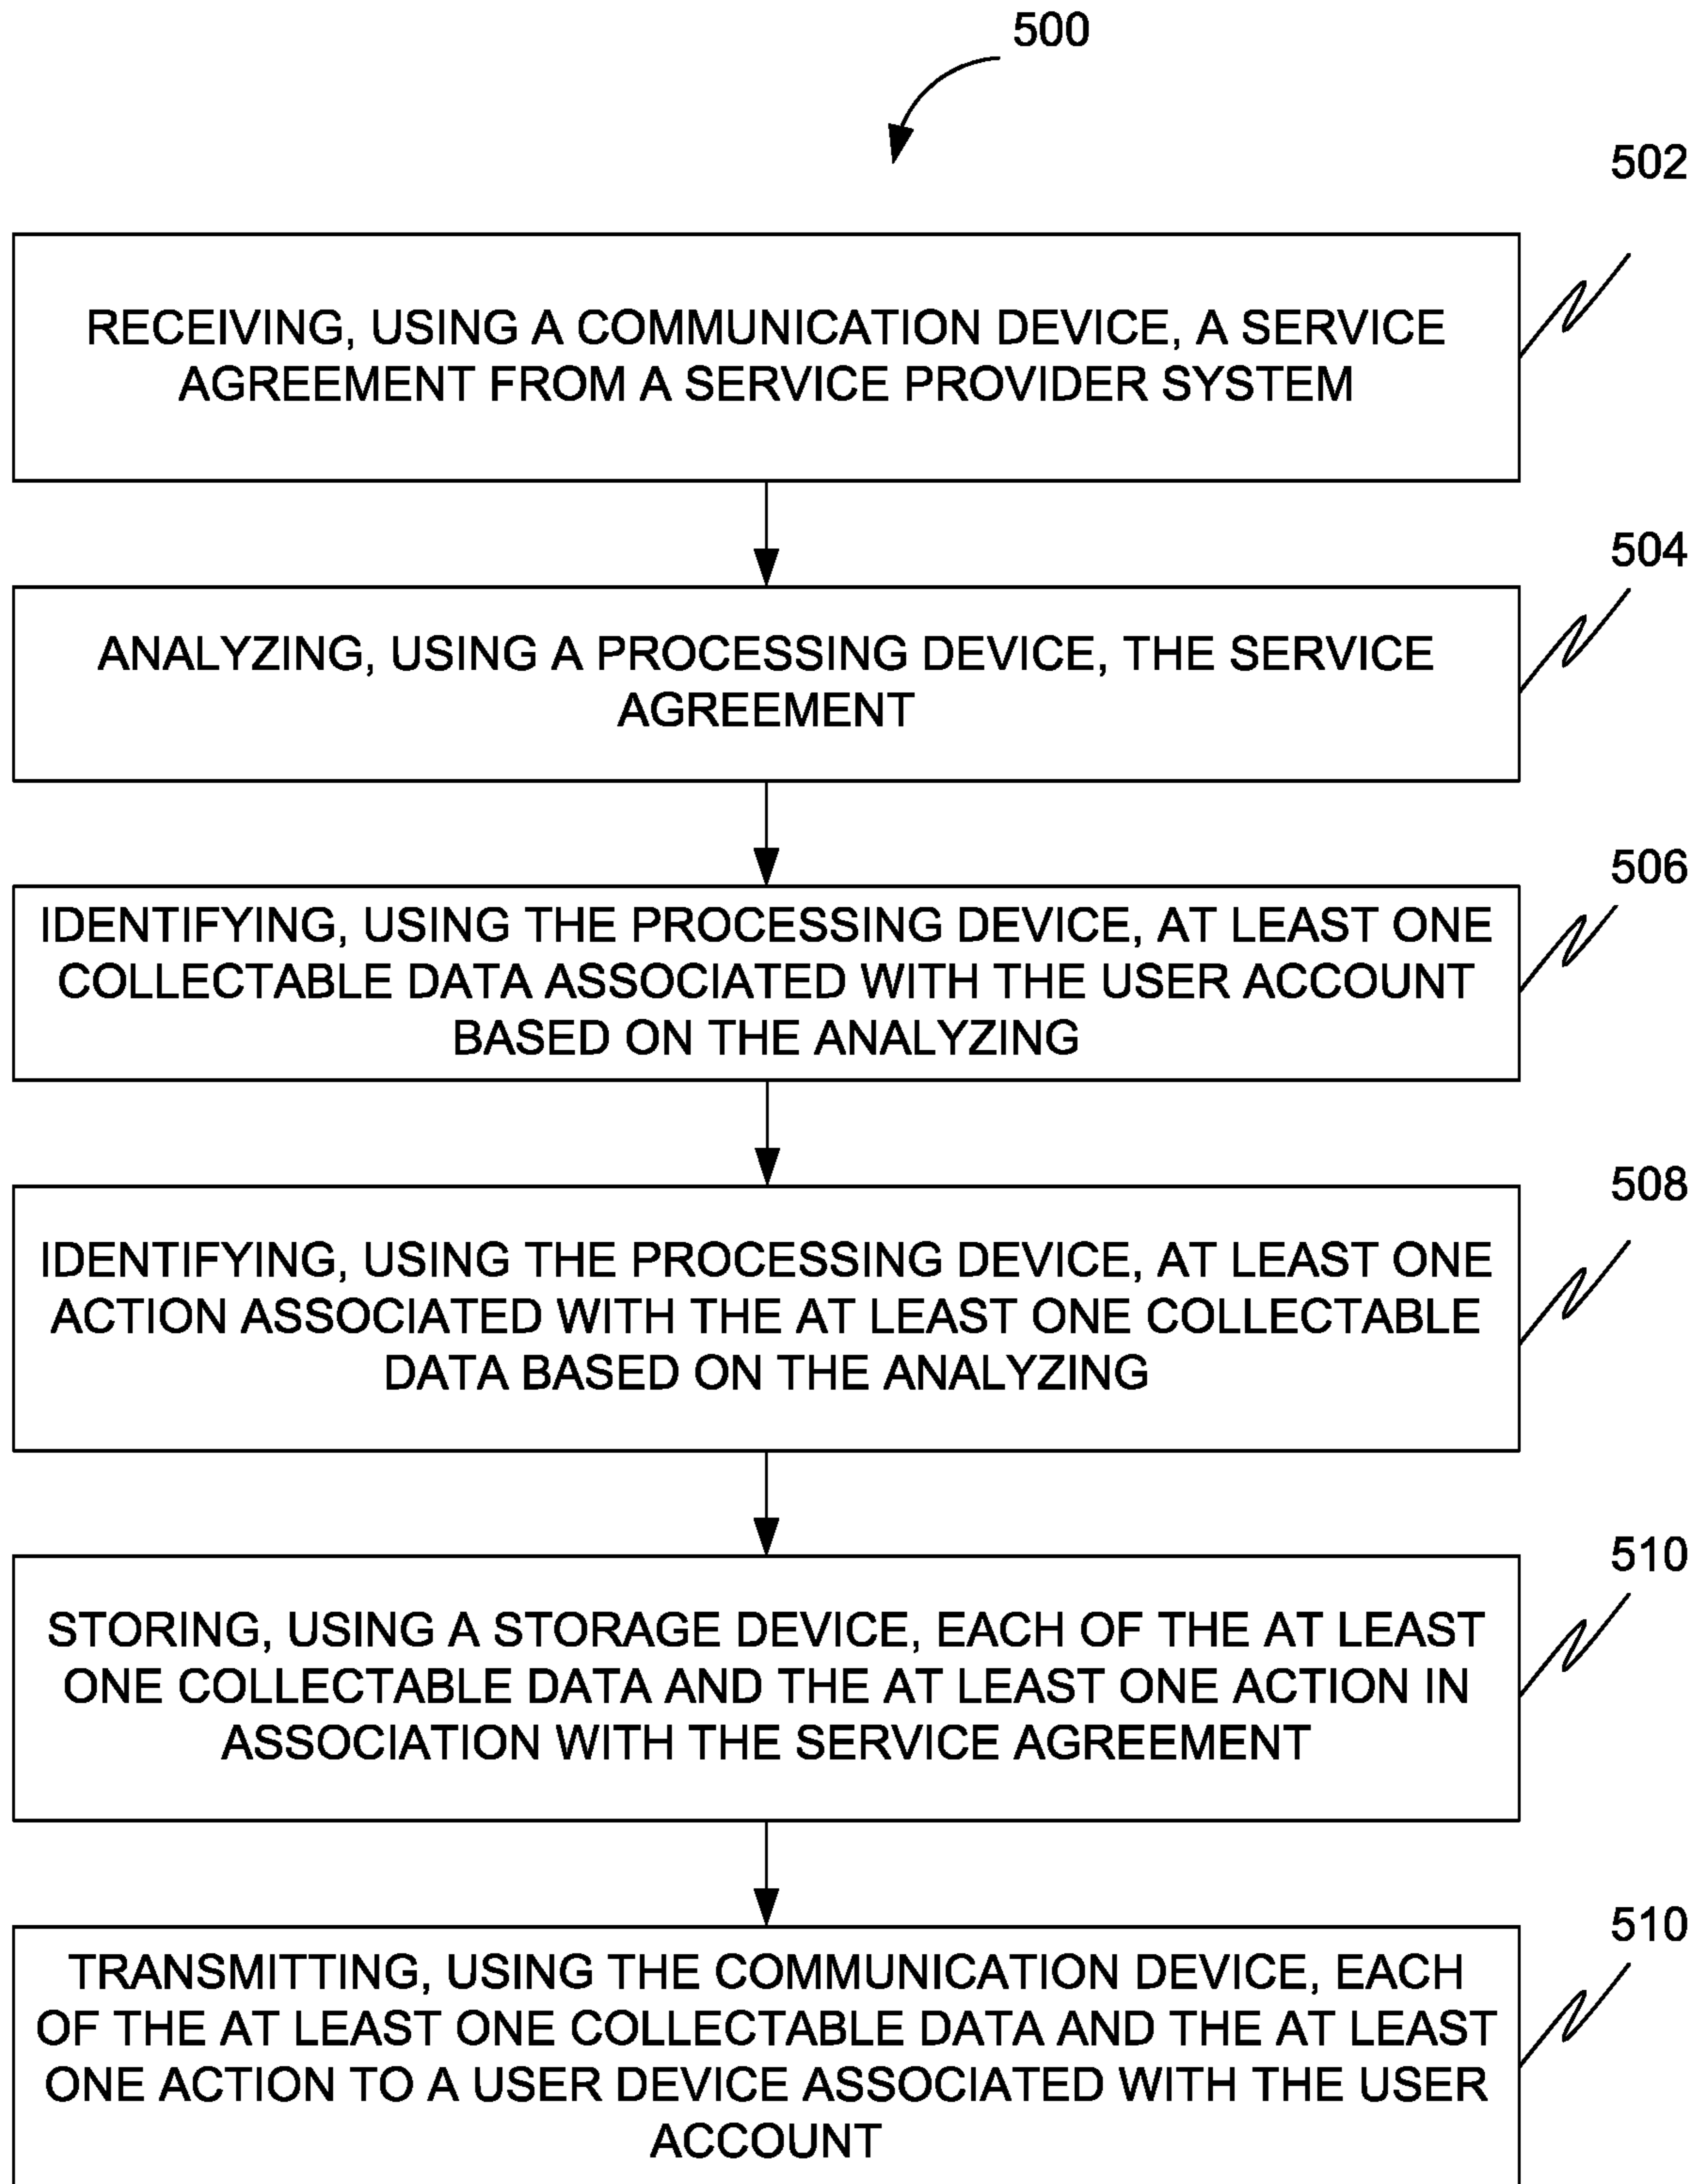 500
502
RECEIVING, USING A COMMUNICATION DEVICE, A SERVICE
AGREEMENT FROM A SERVICE PROVIDER SYSTEM
504
ANALYZING, USING A PROCESSING DEVICE, THE SERVICE
AGREEMENT
506
IDENTIFYING, USING THE PROCESSING DEVICE, AT LEAST ONE
COLLECTABLE DATA ASSOCIATED WITH THE USER ACCOUNT
BASED ON THE ANALYZING
508
IDENTIFYING, USING THE PROCESSING DEVICE, AT LEAST ONE
ACTION ASSOCIATED WITH THE AT LEAST ONE COLLECTABLE
DATA BASED ON THE ANALYZING
510
STORING, USING A STORAGE DEVICE, EACH OF THE AT LEAST
ONE COLLECTABLE DATA AND THE AT LEAST ONE ACTION IN
ASSOCIATION WITH THE SERVICE AGREEMENT
510
TRANSMITTING, USING THE COMMUNICATION DEVICE, EACH
OF THE AT LEAST ONE COLLECTABLE DATA AND THE AT LEAST
ONE ACTION TO A USER DEVICE ASSOCIATED WITH THE USER
ACCOUNT